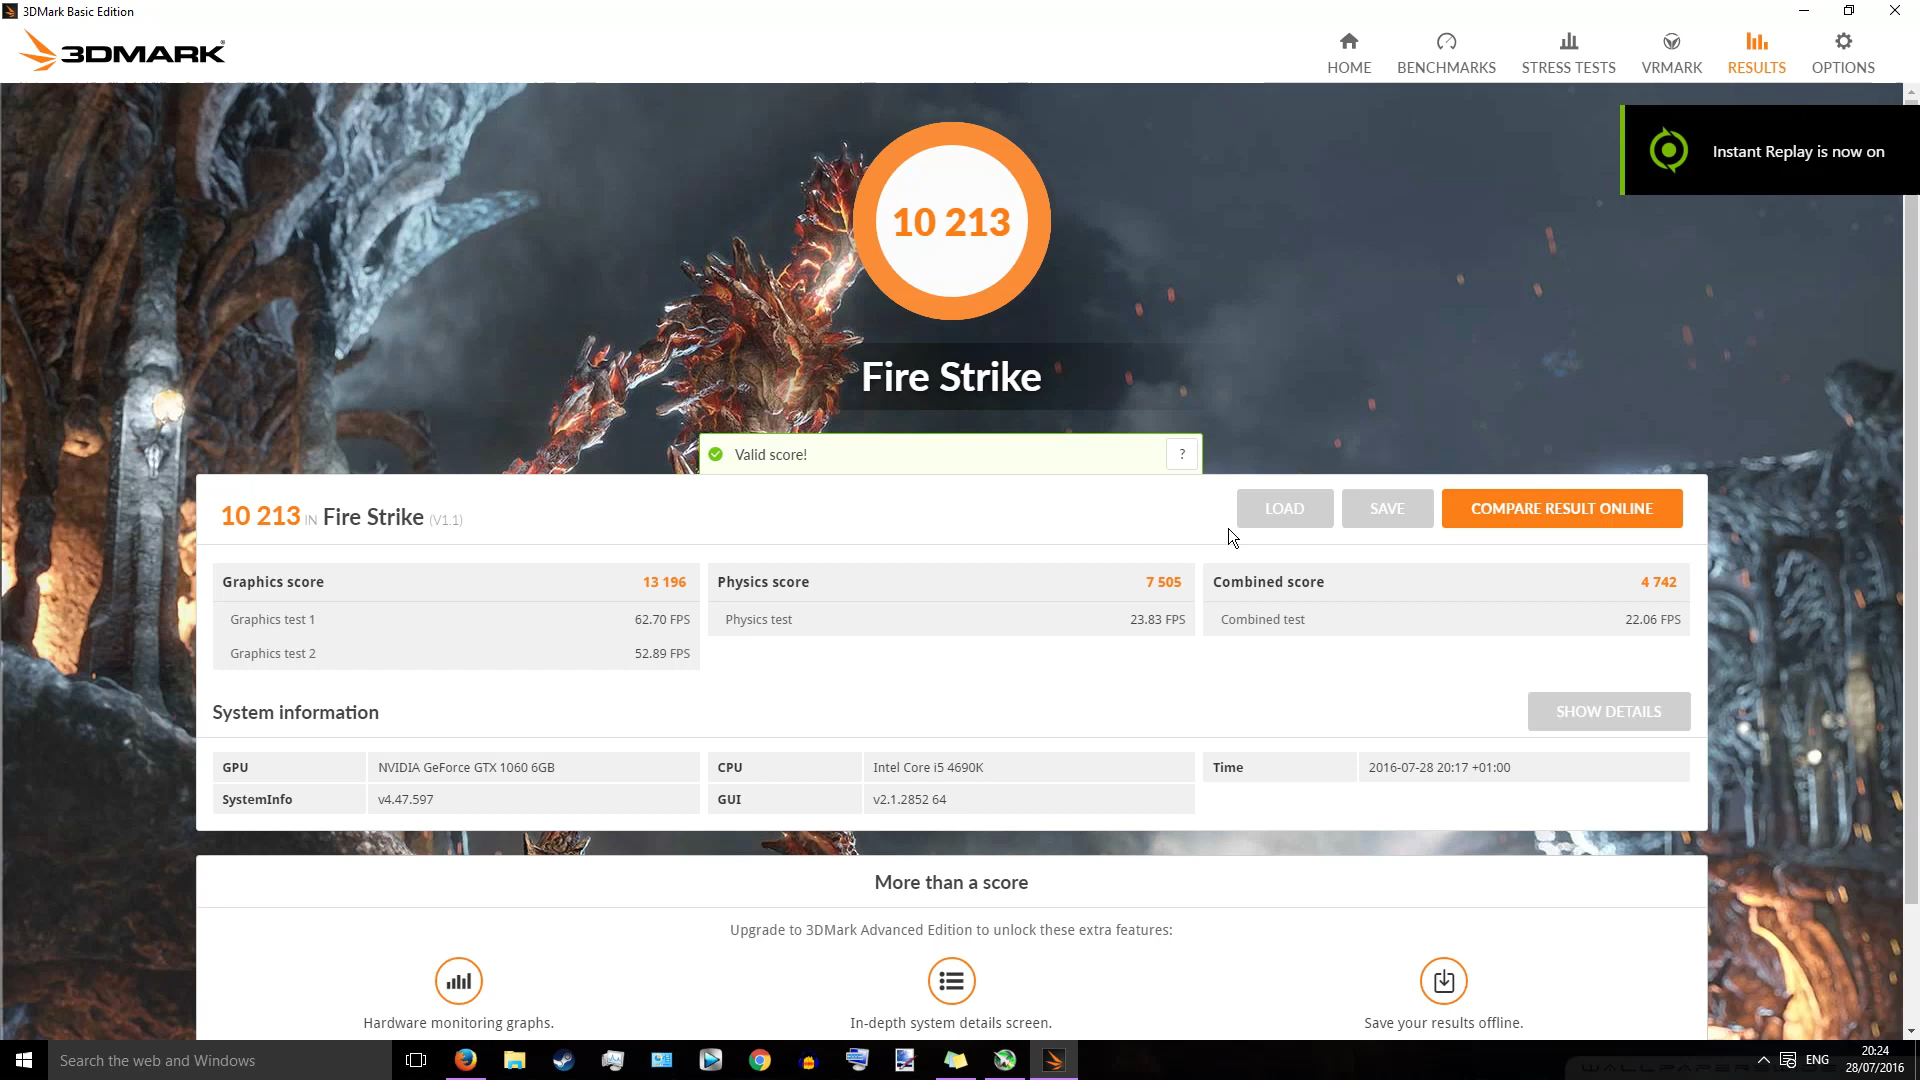 3DMark Basic Edition
3DMARK
HOME
BENCHMARKS
STRESS TESTS
VRMARK
RESULTS
OPTIONS
Instant Replay is now on
10 213
Fire Strike
Valid score!
?
10 213 IN Fire Strike (V1.1)
LOAD
SAVE
COMPARE RESULT ONLINE
Graphics score 13 196
Graphics test 1 62.70 FPS
Graphics test 2 52.89 FPS
Physics score 7 505
Physics test 23.83 FPS
Combined score 4 742
Combined test 22.06 FPS
System information
SHOW DETAILS
GPU NVIDIA GeForce GTX 1060 6GB
SystemInfo v4.47.597
CPU Intel Core i5 4690K
GUI v2.1.2852 64
Time 2016-07-28 20:17 +01:00
More than a score
Upgrade to 3DMark Advanced Edition to unlock these extra features:
Hardware monitoring graphs.
In-depth system details screen.
Save your results offline.
Search the web and Windows
ENG
20:24
28/07/2016